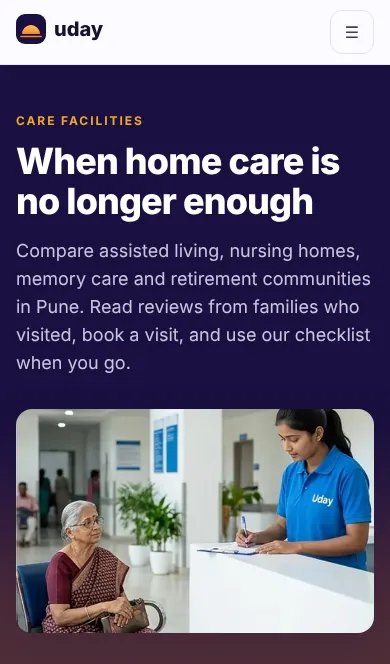 uday
CARE FACILITIES
When home care is
no longer enough
Compare assisted living, nursing homes,
memory care and retirement communities
in Pune. Read reviews from families who
visited, book a visit, and use our checklist
when you go.
Uday